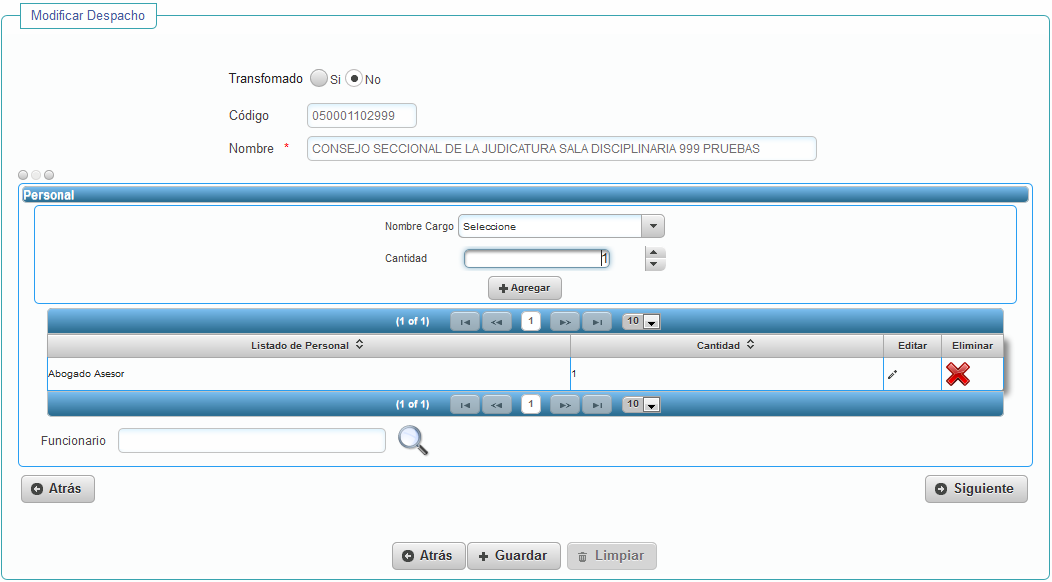 Modificar Despacho
Transfomado Si No
Código 050001102999
Nombre * CONSEJO SECCIONAL DE LA JUDICATURA SALA DISCIPLINARIA 999 PRUEBAS
Personal
Nombre Cargo Seleccione
Cantidad 1
Agregar
(1 of 1) 1 10
Listado de Personal Cantidad Editar Eliminar
Abogado Asesor 1
(1 of 1) 1 10
Funcionario
Atrás Siguiente
Atrás Guardar Limpiar